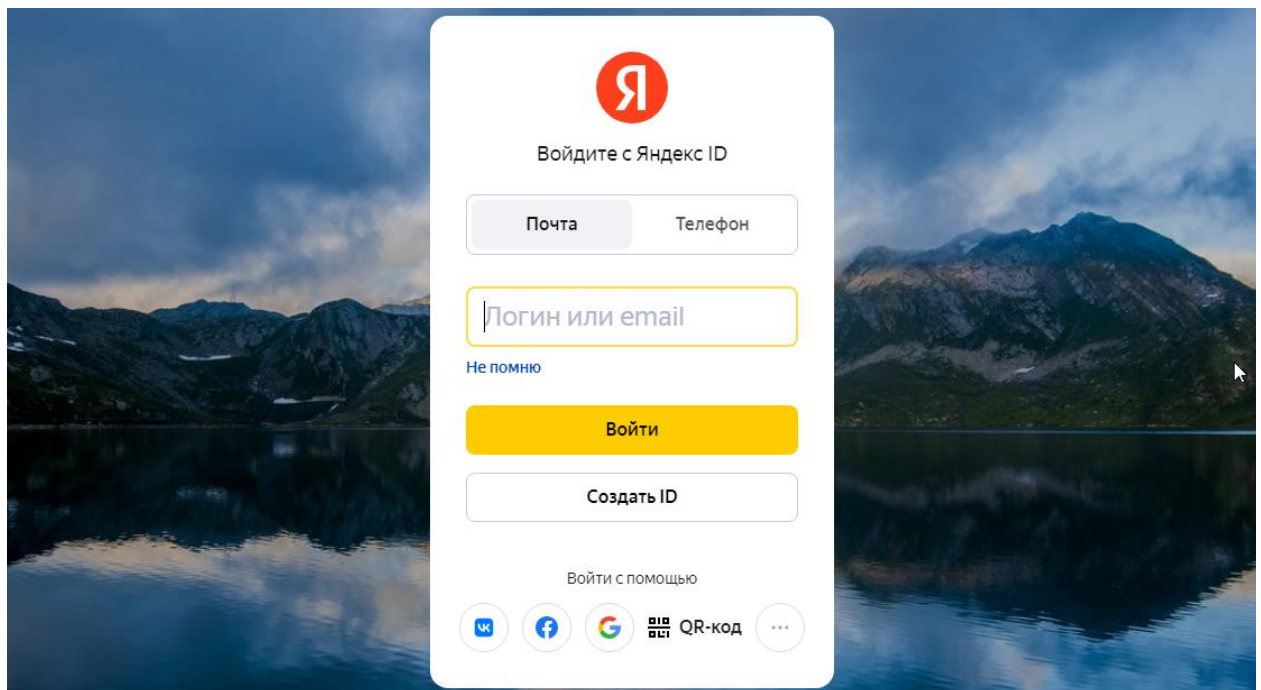 Я
Войдите с Яндекс ID
Почта Телефон
Логин или email
Не помню
Войти
Создать ID
Войти с помощью
QR-код